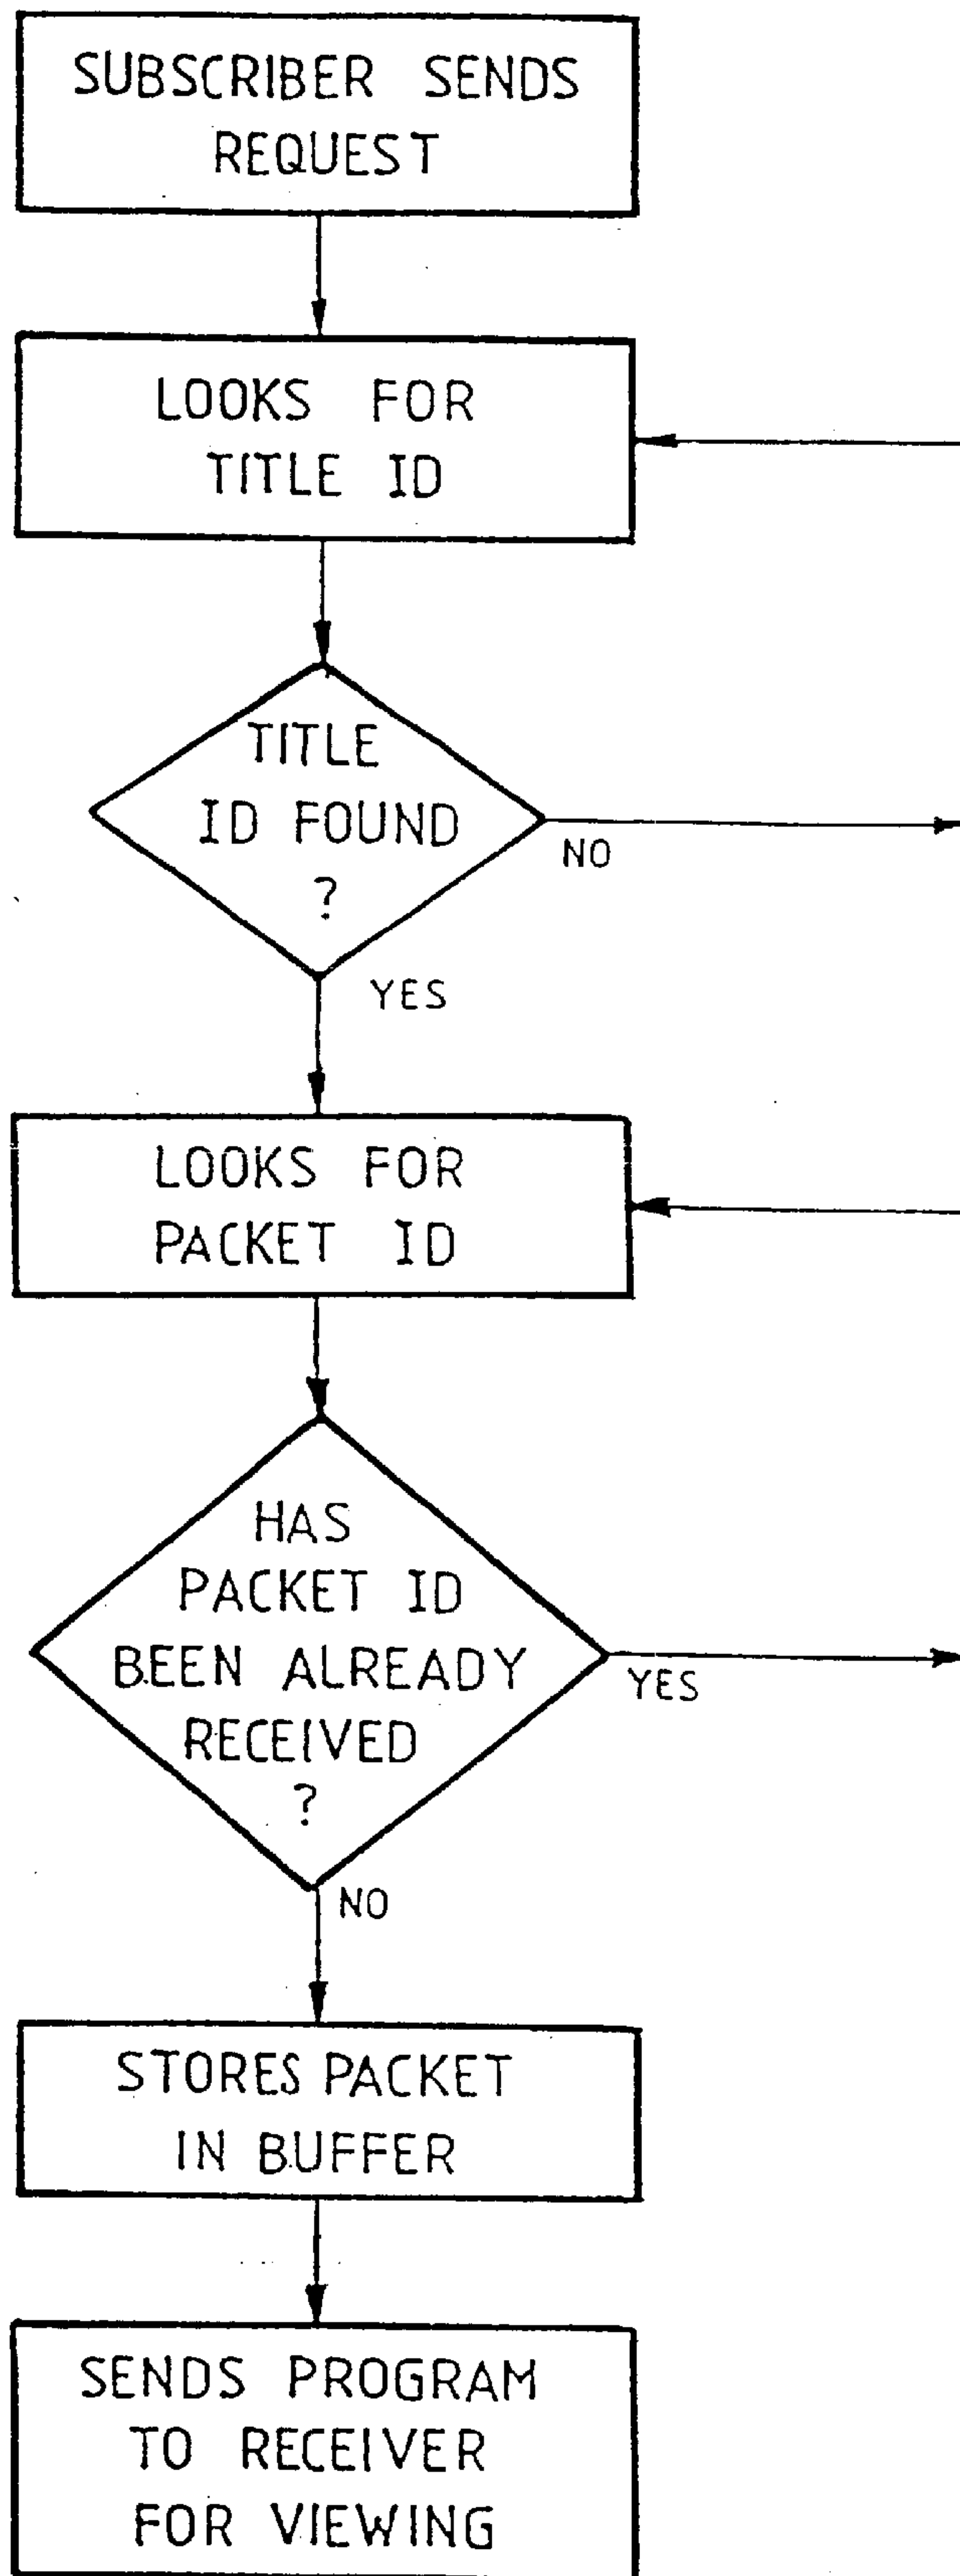 SUBSCRIBER SENDS
REQUEST
LOOKS FOR
TITLE ID
TITLE
ID FOUND
?
NO
YES
LOOKS FOR
PACKET ID
HAS
PACKET ID
BEEN ALREADY
RECEIVED
?
YES
NO
STORES PACKET
IN BUFFER
SENDS PROGRAM
TO RECEIVER
FOR VIEWING